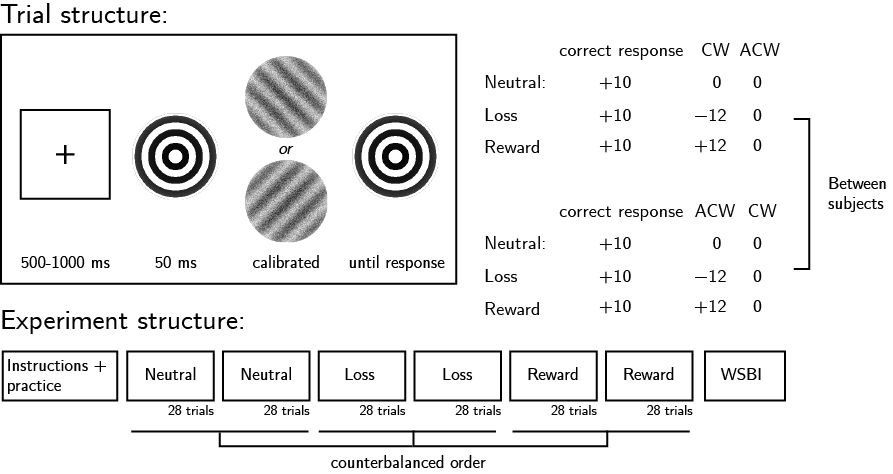 Trial structure:
+
or
500-1000 ms 50 ms calibrated until response
correct response CW ACW
Neutral: +10 0 0
Loss +10 −12 0
Reward +10 +12 0
Between
subjects
correct response ACW CW
Neutral: +10 0 0
Loss +10 −12 0
Reward +10 +12 0
Experiment structure:
Instructions +
practice
Neutral Neutral Loss Loss Reward Reward WSBI
28 trials 28 trials 28 trials 28 trials 28 trials 28 trials
counterbalanced order